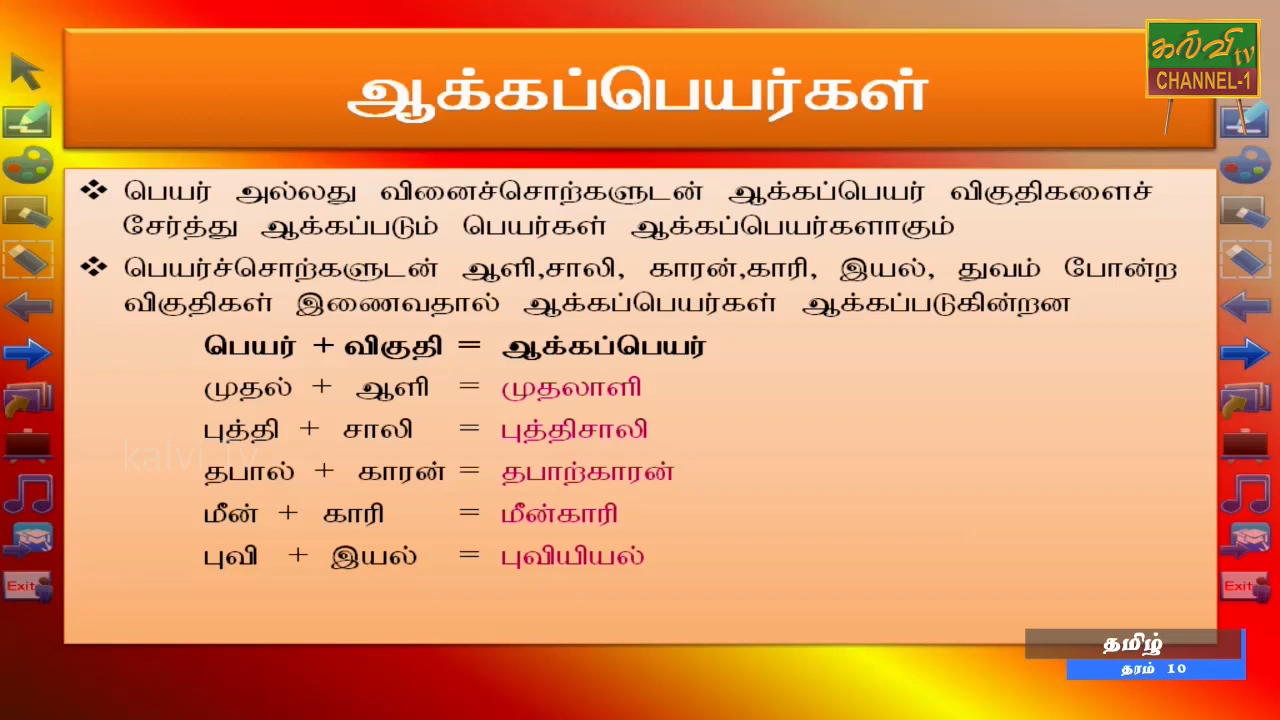 கல்வி tv
CHANNEL-1
ஆக்கப்பெயர்கள்
❖ பெயர் அல்லது வினைச்சொற்களுடன் ஆக்கப்பெயர் விகுதிகளைச்
சேர்த்து ஆக்கப்படும் பெயர்கள் ஆக்கப்பெயர்களாகும்
❖ பெயர்ச்சொற்களுடன் ஆளி,சாலி, காரன்,காரி, இயல், துவம் போன்ற
விகுதிகள் இணைவதால் ஆக்கப்பெயர்கள் ஆக்கப்படுகின்றன
பெயர் + விகுதி = ஆக்கப்பெயர்
முதல் + ஆளி = முதலாளி
புத்தி + சாலி = புத்திசாலி
kalvi tv
தபால் + காரன் = தபாற்காரன்
மீன் + காரி = மீன்காரி
புவி + இயல் = புவியியல்
Exit
Exit
தமிழ்
தரம் 10